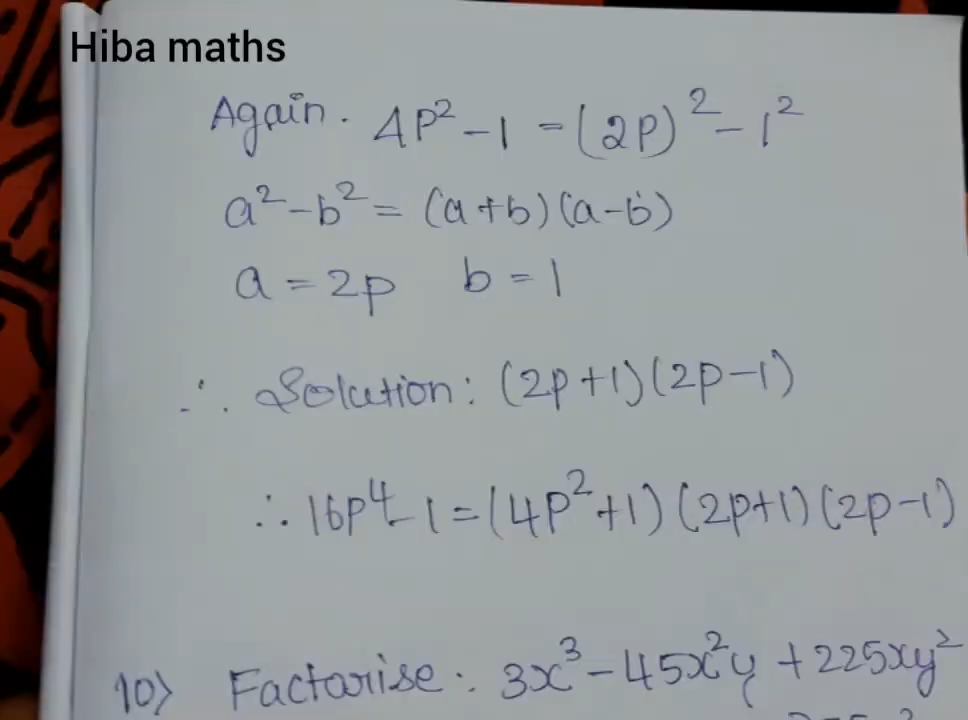 Hiba maths
Again. 4p² - 1 = (2p)² - 1²
a² - b² = (a+b)(a-b)
a = 2p b = 1
∴ Solution: (2p+1)(2p-1)
∴ 16p⁴ - 1 = (4p²+1)(2p+1)(2p-1)
10) Factorise: 3x³ - 45x²y + 225xy²